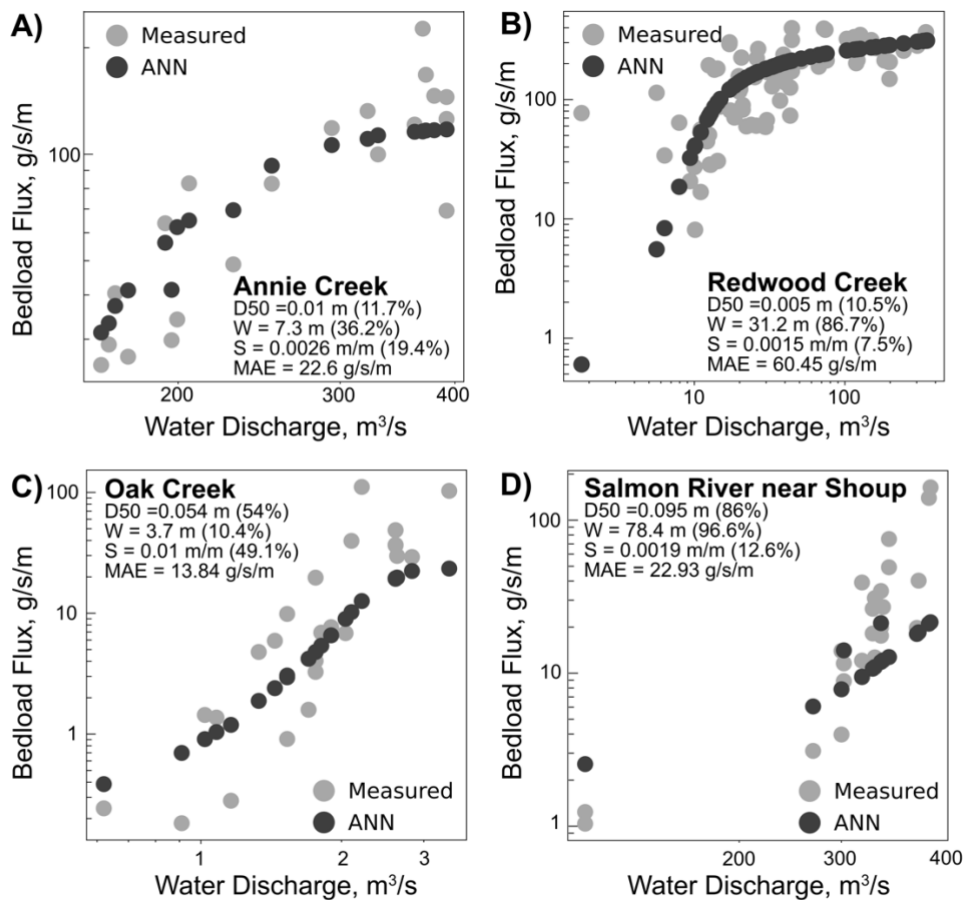 A)
Measured
ANN
100
Bedload Flux, g/s/m
Annie Creek
D50 =0.01 m (11.7%)
W = 7.3 m (36.2%)
S = 0.0026 m/m (19.4%)
MAE = 22.6 g/s/m
200
300
400
Water Discharge, m³/s
B)
Measured
ANN
100
10
1
Bedload Flux, g/s/m
Redwood Creek
D50 =0.005 m (10.5%)
W = 31.2 m (86.7%)
S = 0.0015 m/m (7.5%)
MAE = 60.45 g/s/m
10
100
Water Discharge, m³/s
C)
Oak Creek
D50 =0.054 m (54%)
W = 3.7 m (10.4%)
S = 0.01 m/m (49.1%)
MAE = 13.84 g/s/m
100
10
1
Bedload Flux, g/s/m
Measured
ANN
1
2
3
Water Discharge, m³/s
D)
Salmon River near Shoup
D50 =0.095 m (86%)
W = 78.4 m (96.6%)
S = 0.0019 m/m (12.6%)
MAE = 22.93 g/s/m
100
10
1
Bedload Flux, g/s/m
Measured
ANN
200
300
400
Water Discharge, m³/s